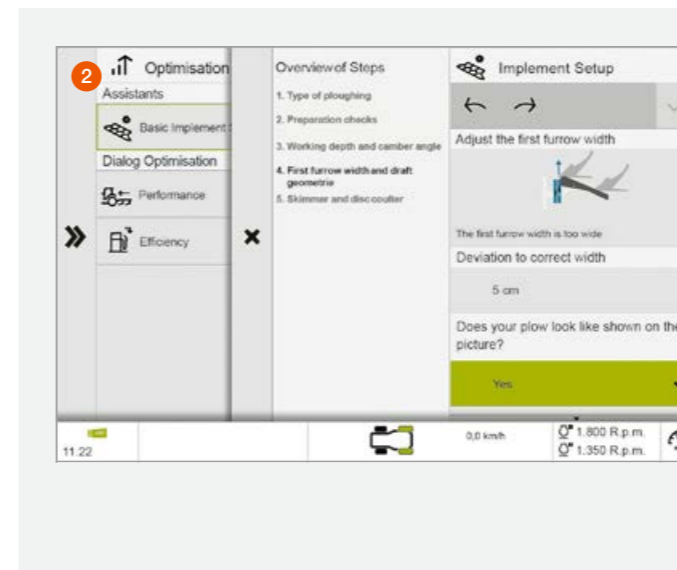 2
Optimisation
Assistants
Basic Implement
Dialog Optimisation
Performance
Efficiency
Overview of Steps
1. Type of ploughing
2. Preparation checks
3. Working depth and camber angle
4. First furrow width and draft
geometrie
5. Skimmer and disc coulter
Implement Setup
Adjust the first furrow width
The first furrow width is too wide
Deviation to correct width
5 cm
Does your plow look like shown on the
picture?
Yes
11.22
0,0 km/h
1.800 R.p.m.
1.350 R.p.m.